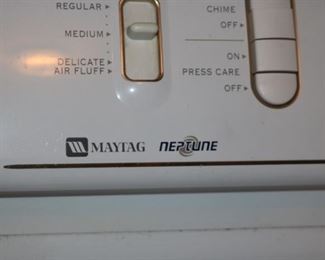 REGULAR
MEDIUM
DELICATE
AIR FLUFF
CHIME
OFF
ON
PRESS CARE
OFF
MAYTAG NEPTUNE